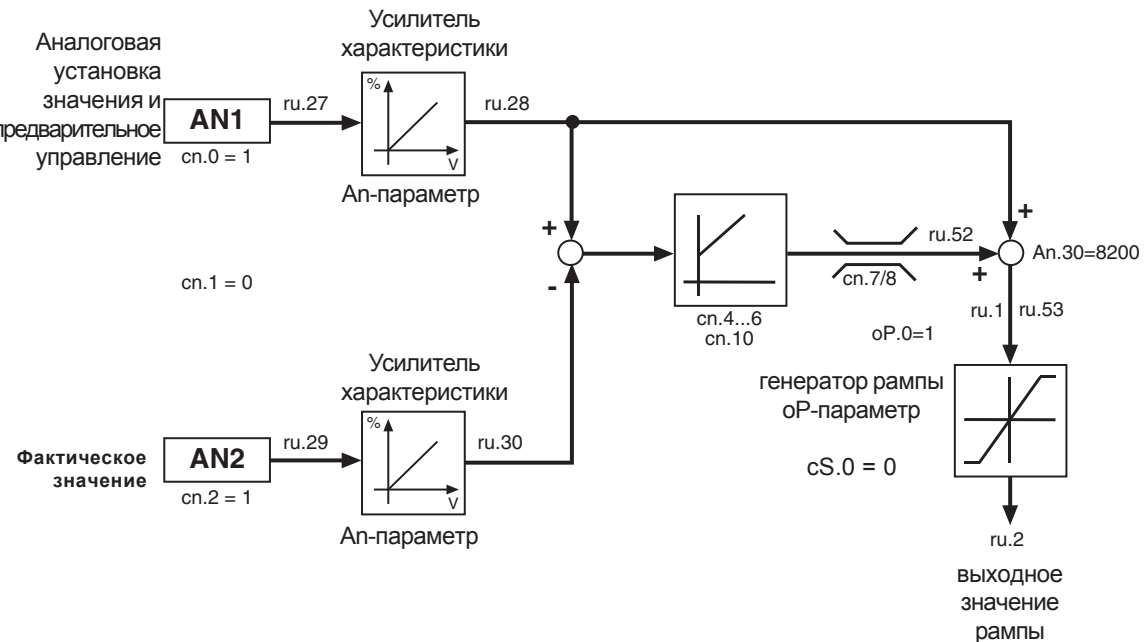 Аналоговая
установка
значения и
предварительное
управление
AN1
cn.0 = 1
ru.27
Усилитель
характеристики
%
V
An-параметр
ru.28
cn.1 = 0
+
-
cn.4...6
cn.10
cn.7/8
ru.52
+
+
An.30=8200
ru.1
ru.53
oP.0=1
генератор рампы
oP-параметр
cS.0 = 0
Фактическое
значение
AN2
cn.2 = 1
ru.29
Усилитель
характеристики
%
V
An-параметр
ru.30
ru.2
выходное
значение
рампы